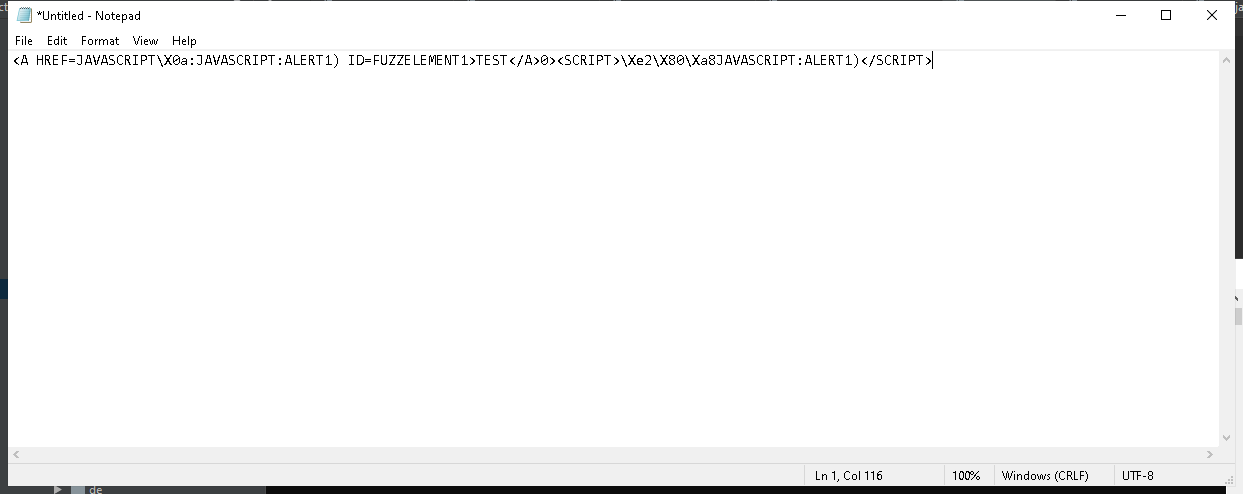 *Untitled - Notepad
File Edit Format View Help
<A HREF=JAVASCRIPT\X0a:JAVASCRIPT:ALERT1) ID=FUZZELEMENT1>TEST</A>0><SCRIPT>\Xe2\X80\Xa8JAVASCRIPT:ALERT1)</SCRIPT>
Ln 1, Col 116 100% Windows (CRLF) UTF-8
de